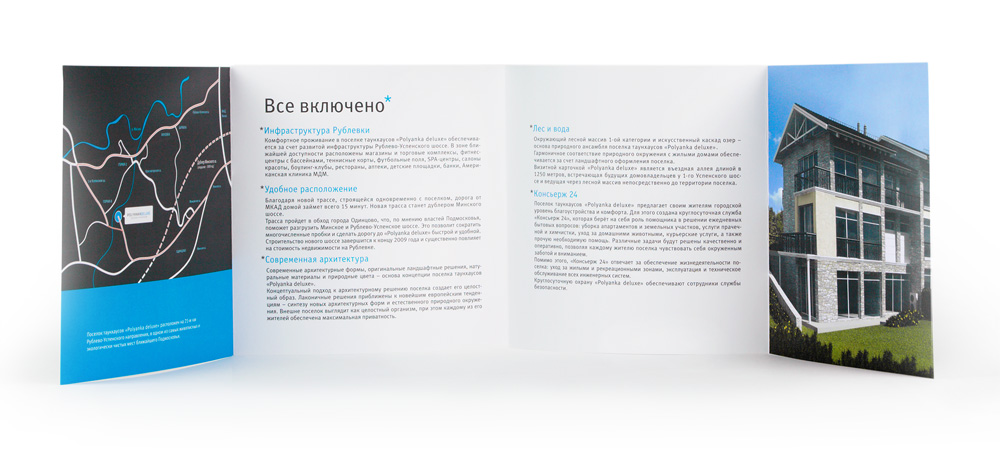 Все включено*
*Инфраструктура Рублевки
Комфортное проживание в поселке таунхаусов «Polyanka deluxe» обеспечива-
ется за счет развитой инфраструктуры Рублево-Успенского шоссе. В зоне бли-
жайшей доступности расположены магазины и торговые комплексы, фитнес-
центры с бассейнами, теннисные корты, футбольные поля, SPA-центры, салоны
красоты, боулинг-клубы, рестораны, аптеки, детские площадки, банки, Амери-
канская клиника МДМ.
*Удобное расположение
Благодаря новой трассе, строящейся одновременно с поселком, дорога от
МКАД домой займет всего 15 минут. Новая трасса станет дублером Минского
шоссе.
Трасса пройдет в обход города Одинцово, что, по мнению властей Подмосковья,
поможет разгрузить Минское и Рублево-Успенское шоссе. Это позволит сократить
многочисленные пробки и сделать дорогу до «Polyanka deluxe» быстрой и удобной.
Строительство нового шоссе завершится к концу 2009 года и существенно повлияет
на стоимость недвижимости на Рублевке.
*Современная архитектура
Современные архитектурные формы, оригинальные ландшафтные решения, нату-
ральные материалы и природные цвета – основа концепции поселка таунхаусов
«Polyanka deluxe».
Концептуальный подход к архитектурному решению поселка создает его целост-
ный образ. Лаконичные решения приближены к новейшим европейским тенден-
циям – синтезу новых архитектурных форм и естественного природного окруже-
ния. Внешне поселок выглядит как целостный организм, при этом каждому из его
жителей обеспечена максимальная приватность.
*Лес и вода
Окружающий лесной массив 1-ой категории и искусственный каскад озер –
основа природного ансамбля поселка таунхаусов «Polyanka deluxe».
Гармоничное соответствие природного окружения с жилыми домами обеспе-
чивается за счет ландшафтного оформления поселка.
Визитной карточкой «Polyanka deluxe» является въездная аллея длиной в
1250 метров, встречающая будущих домовладельцев у 1-го Успенского шос-
се и ведущая через лесной массив непосредственно до территории поселка.
*Консьерж 24
Поселок таунхаусов «Polyanka deluxe» предлагает своим жителям городской
уровень благоустройства и комфорта. Для этого создана круглосуточная служба
«Консьерж 24», которая берёт на себя роль помощника в решении ежедневных
бытовых вопросов: уборка апартаментов и земельных участков, услуги прачеч-
ной и химчистки, уход за домашними животными, курьерские услуги, а также
прочую необходимую помощь. Различные задачи будут решены качественно и
оперативно, позволяя каждому жителю поселка чувствовать себя окруженным
заботой и вниманием.
Помимо этого, «Консьерж 24» отвечает за обеспечение жизнедеятельности по-
селка: уход за жилыми и рекреационными зонами, эксплуатация и техническое
обслуживание всех инженерных систем.
Круглосуточную охрану «Polyanka deluxe» обеспечивают сотрудники службы
безопасности.
Поселок таунхаусов «Polyanka deluxe» расположен на 23 км
Рублево-Успенского направления, в одном из самых живописных и
экологически чистых мест ближайшего Подмосковья.